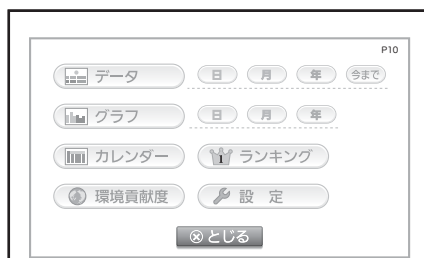 P10
データ 日 月 年 今まで
グラフ 日 月 年
カレンダー 1 ランキング
環境貢献度 設 定
とじる